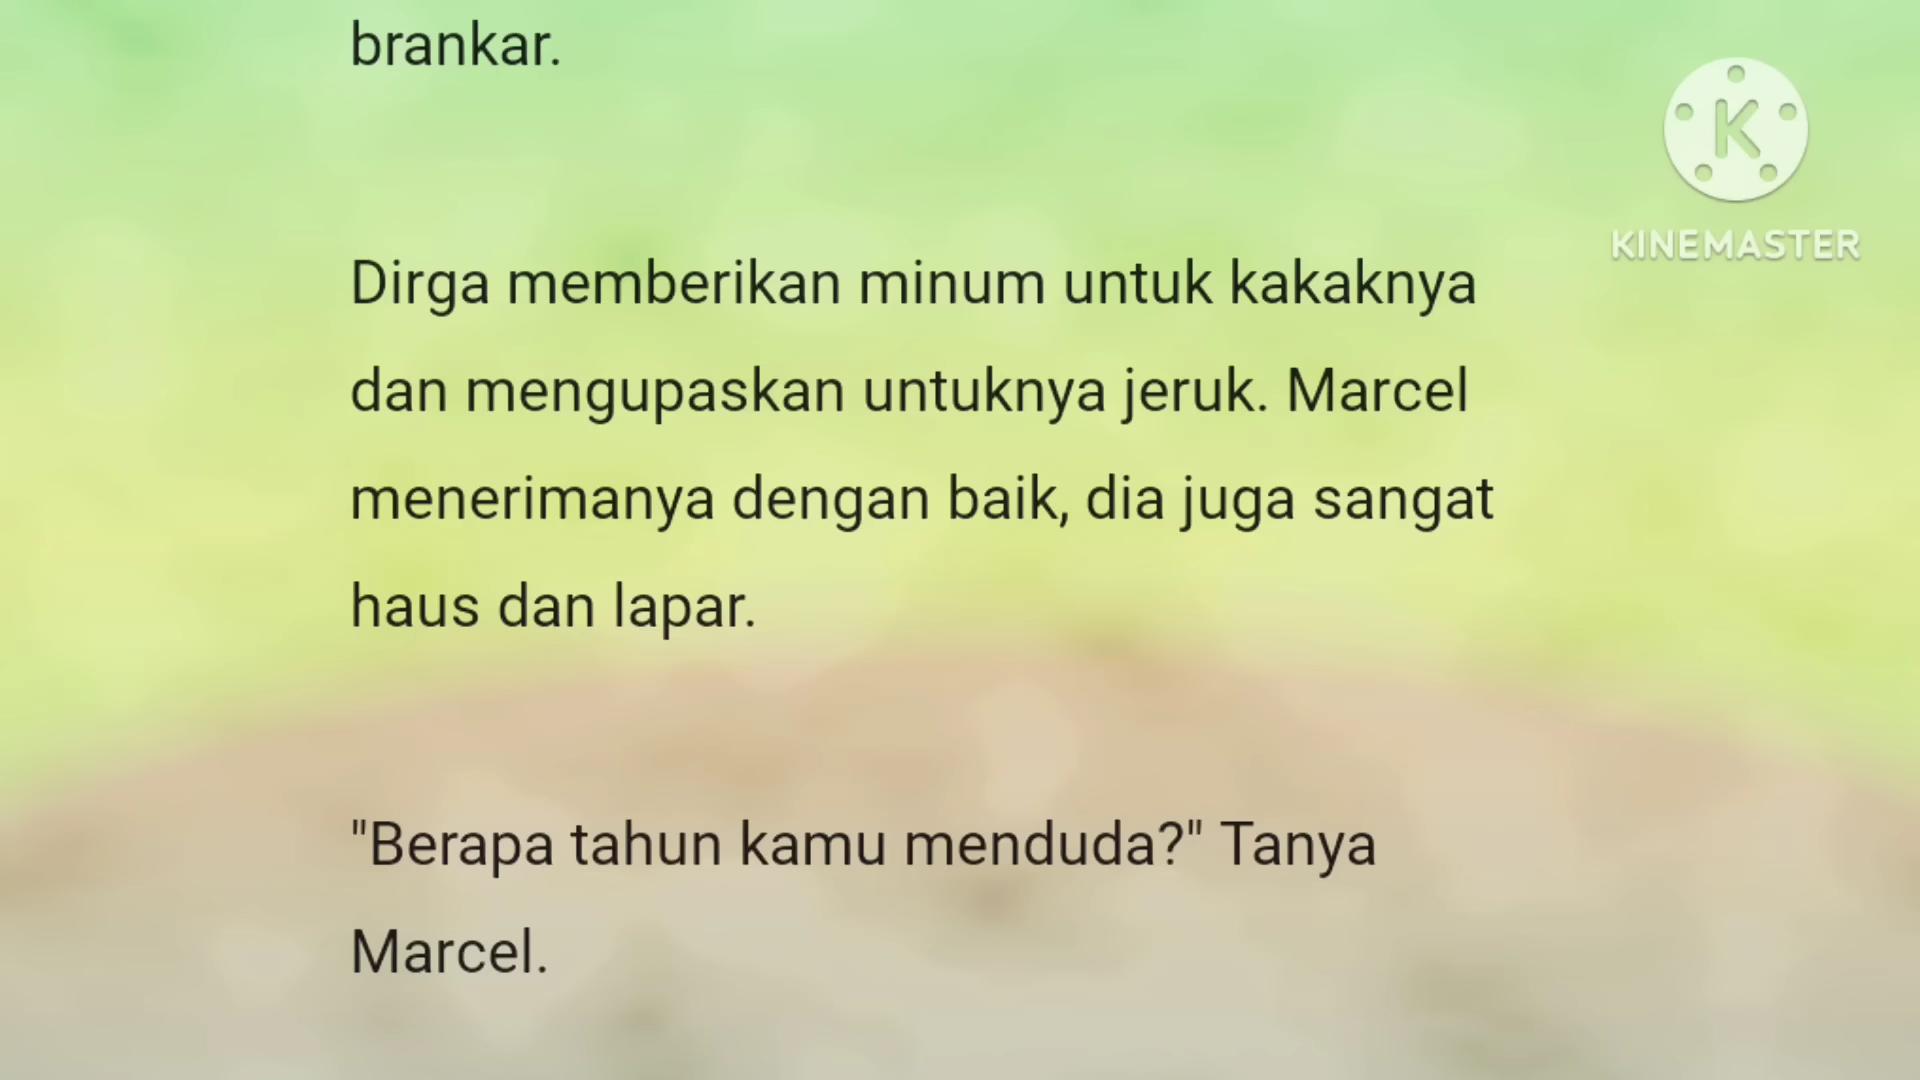 brankar.
KINEMASTER
Dirga memberikan minum untuk kakaknya
dan mengupaskan untuknya jeruk. Marcel
menerimanya dengan baik, dia juga sangat
haus dan lapar.
"Berapa tahun kamu menduda?" Tanya
Marcel.